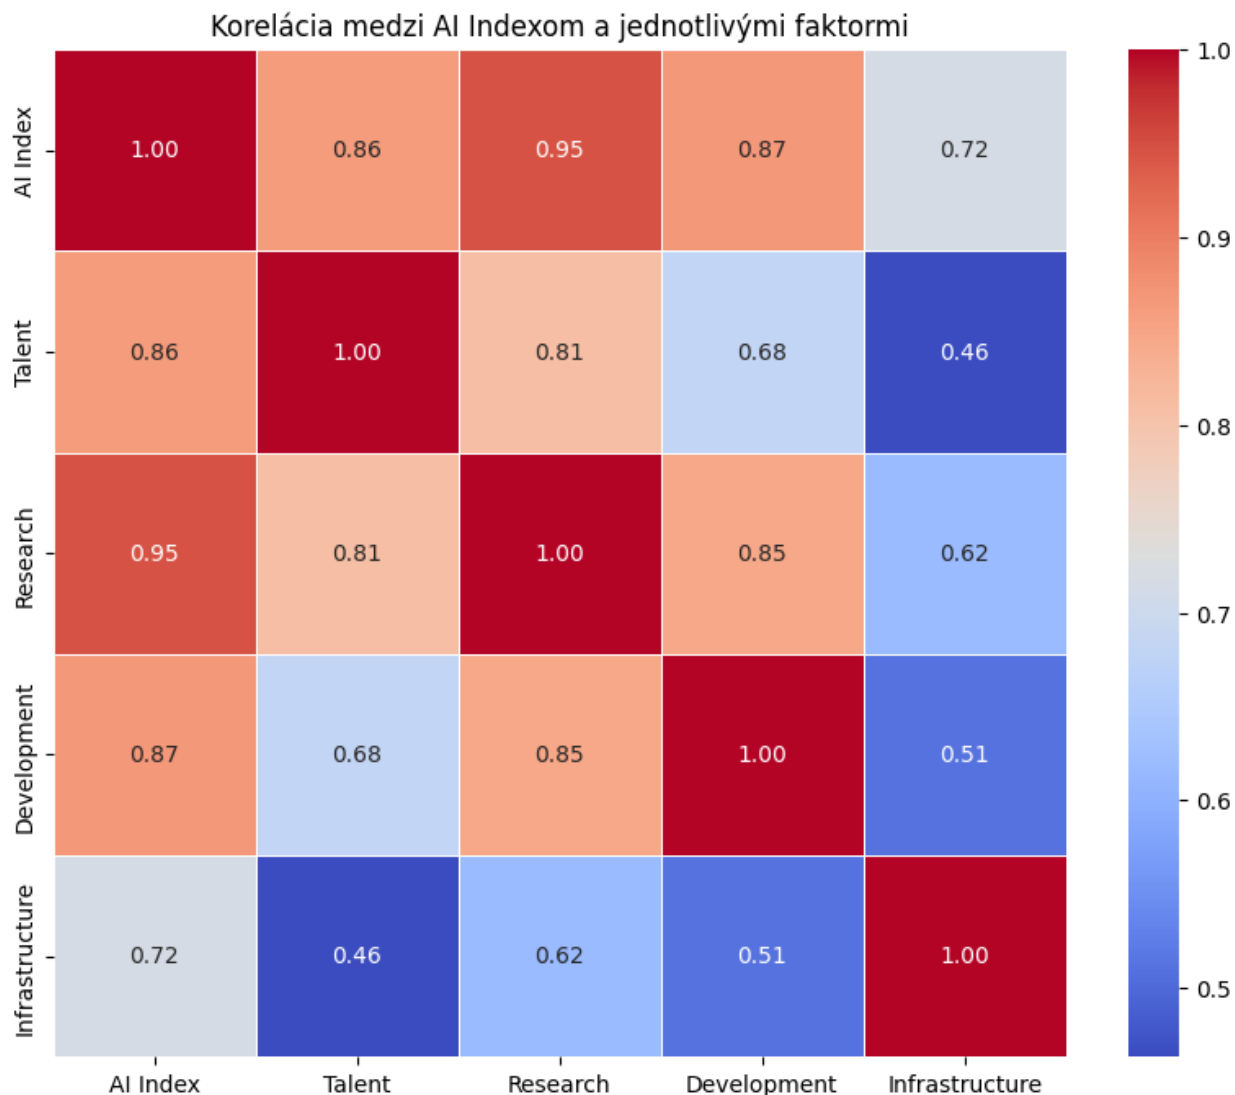 Korelácia medzi AI Indexom a jednotlivými faktormi
AI Index
1.00 0.86 0.95 0.87 0.72
Talent
0.86 1.00 0.81 0.68 0.46
Research
0.95 0.81 1.00 0.85 0.62
Development
0.87 0.68 0.85 1.00 0.51
Infrastructure
0.72 0.46 0.62 0.51 1.00
AI Index Talent Research Development Infrastructure
1.0
0.9
0.8
0.7
0.6
0.5